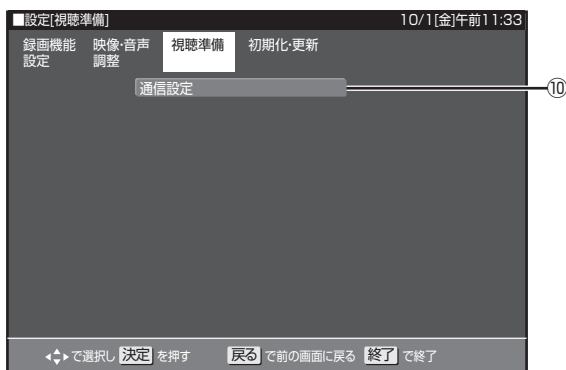 ■設定[視聴準備] 10/1[金]午前11:33
録画機能設定 映像・音声調整 視聴準備 初期化・更新
通信設定
⑩
で選択し 決定 を押す 戻る で前の画面に戻る 終了 で終了